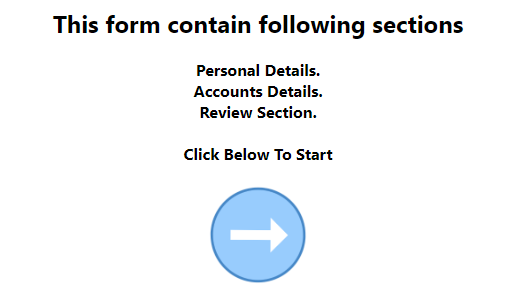 This form contain following sections
Personal Details.
Accounts Details.
Review Section.
Click Below To Start